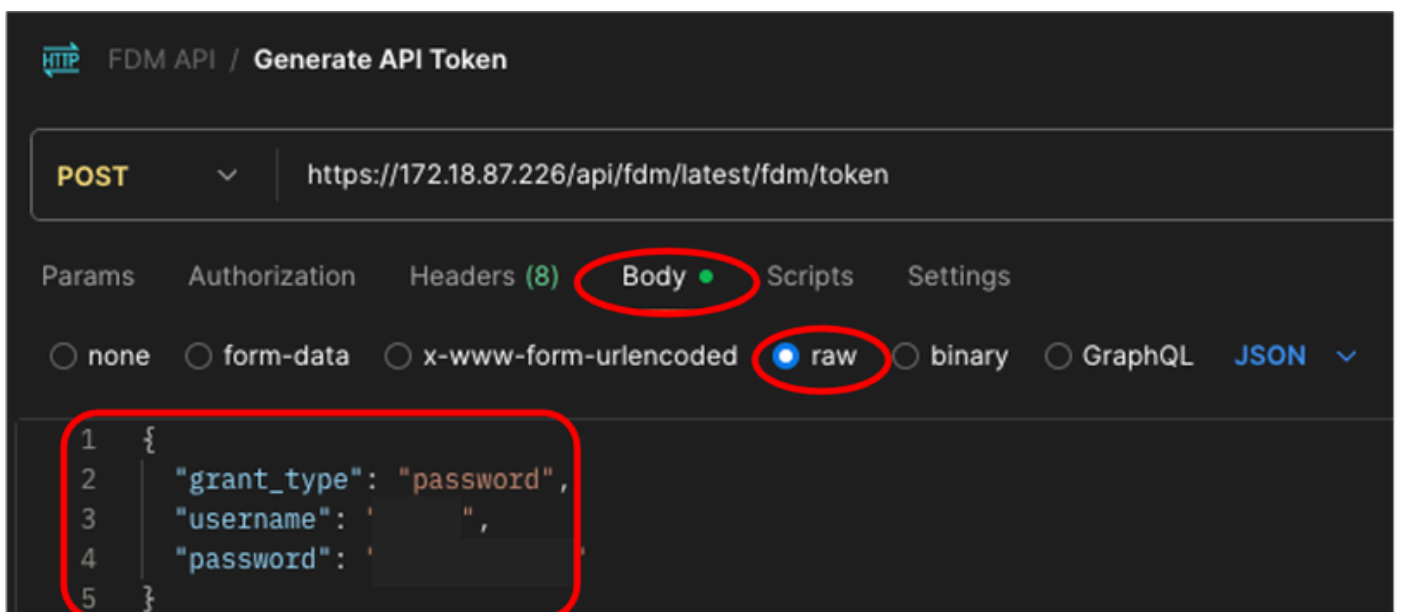 HTTP FDM API / Generate API Token
POST https://172.18.87.226/api/fdm/latest/fdm/token
Params Authorization Headers (8) Body Scripts Settings
none form-data x-www-form-urlencoded raw binary GraphQL JSON
1 {
2 "grant_type": "password",
3 "username": " ",
4 "password": " "
5 }